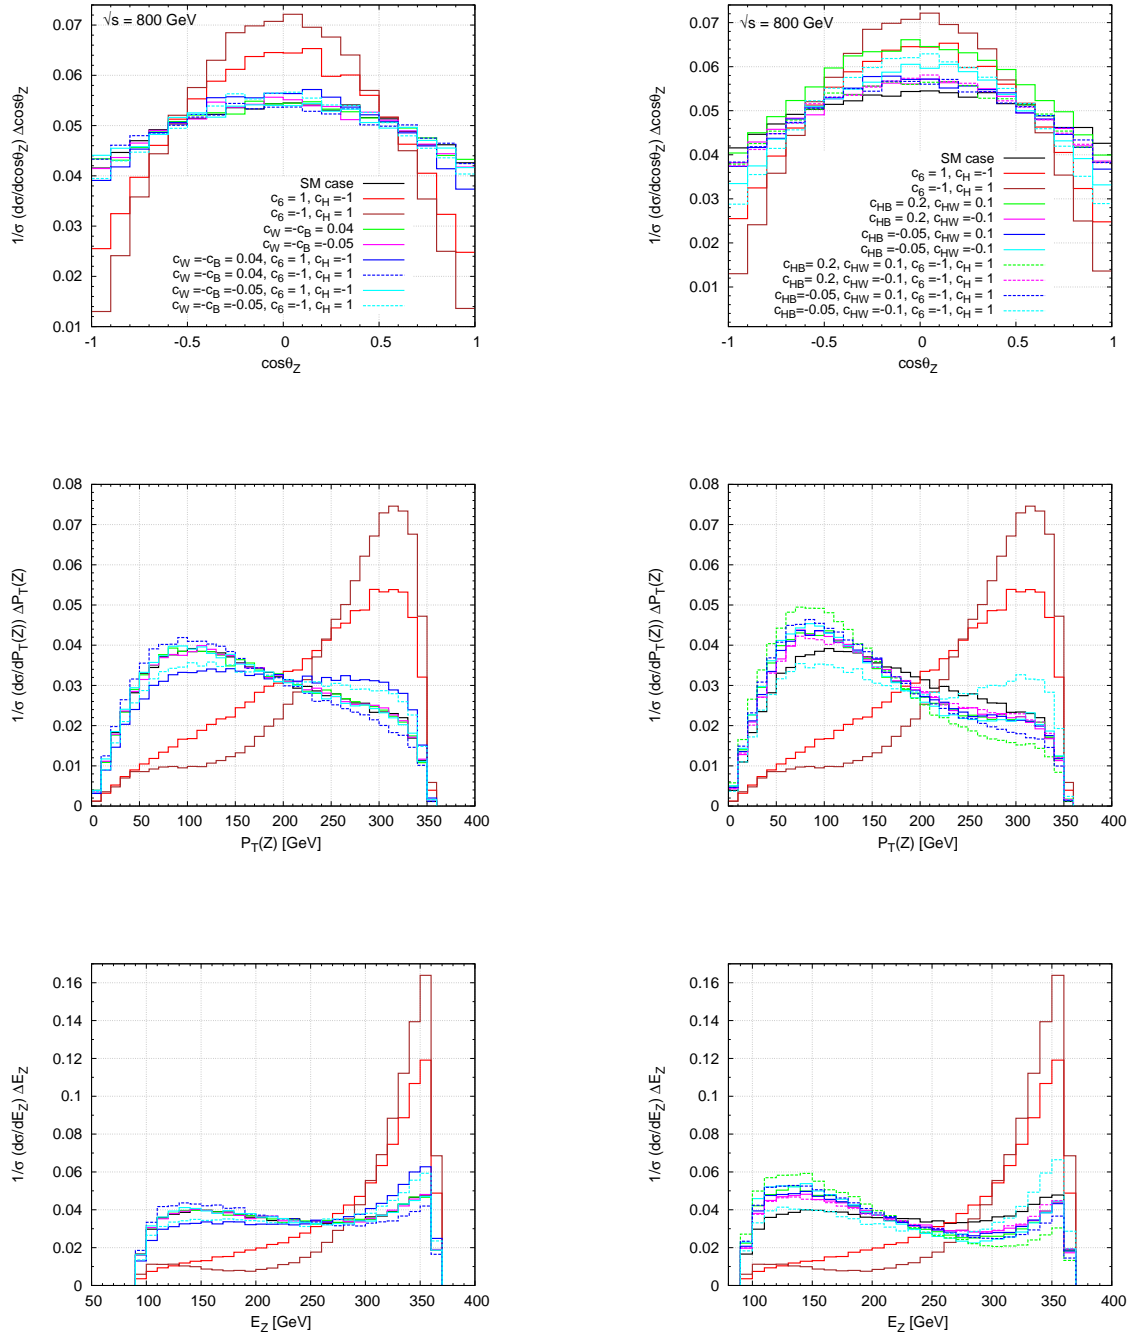 √s = 800 GeV
0.07
0.06
0.05
0.04
0.03
0.02
0.01
1/σ (dσ/dcosθZ) ΔcosθZ
SM case
c6 = 1, cH =-1
c6 =-1, cH = 1
cW =-cB = 0.04
cW =-cB =-0.05
cW =-cB = 0.04, c6 = 1, cH =-1
cW =-cB = 0.04, c6 =-1, cH = 1
cW =-cB =-0.05, c6 = 1, cH =-1
cW =-cB =-0.05, c6 =-1, cH = 1
-1 -0.5 0 0.5 1
cosθZ
√s = 800 GeV
0.07
0.06
0.05
0.04
0.03
0.02
0.01
1/σ (dσ/dcosθZ) ΔcosθZ
SM case
c6 = 1, cH =-1
c6 =-1, cH = 1
cHB = 0.2, cHW = 0.1
cHB = 0.2, cHW =-0.1
cHB =-0.05, cHW = 0.1
cHB =-0.05, cHW =-0.1
cHB = 0.2, cHW = 0.1, c6 =-1, cH = 1
cHB = 0.2, cHW =-0.1, c6 =-1, cH = 1
cHB=-0.05, cHW = 0.1, c6 =-1, cH = 1
cHB=-0.05, cHW =-0.1, c6 =-1, cH = 1
-1 -0.5 0 0.5 1
cosθZ
0.08
0.07
0.06
0.05
0.04
0.03
0.02
0.01
0
1/σ (dσ/dPT(Z)) ΔPT(Z)
0 50 100 150 200 250 300 350 400
PT(Z) [GeV]
0.08
0.07
0.06
0.05
0.04
0.03
0.02
0.01
0
1/σ (dσ/dPT(Z)) ΔPT(Z)
0 50 100 150 200 250 300 350 400
PT(Z) [GeV]
0.16
0.14
0.12
0.1
0.08
0.06
0.04
0.02
0
1/σ (dσ/dEZ) ΔEZ
50 100 150 200 250 300 350 400
EZ [GeV]
0.16
0.14
0.12
0.1
0.08
0.06
0.04
0.02
0
1/σ (dσ/dEZ) ΔEZ
100 150 200 250 300 350 400
EZ [GeV]